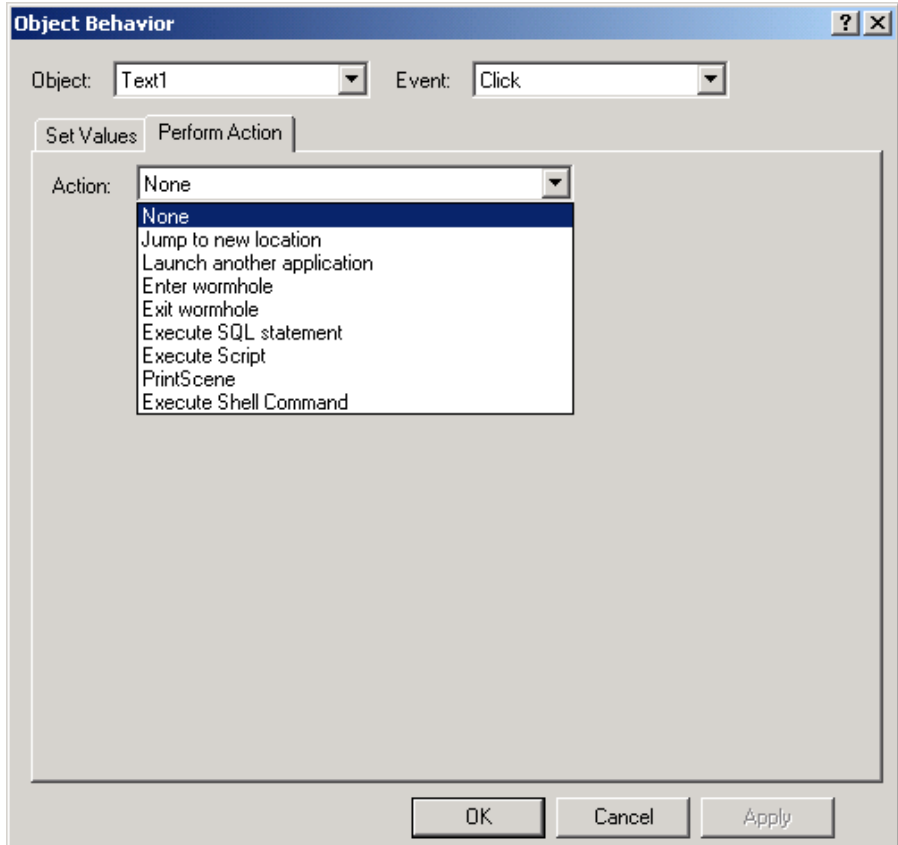 Object Behavior
Object: Text1 Event: Click
Set Values Perform Action
Action: None
None
Jump to new location
Launch another application
Enter wormhole
Exit wormhole
Execute SQL statement
Execute Script
PrintScene
Execute Shell Command
OK Cancel Apply